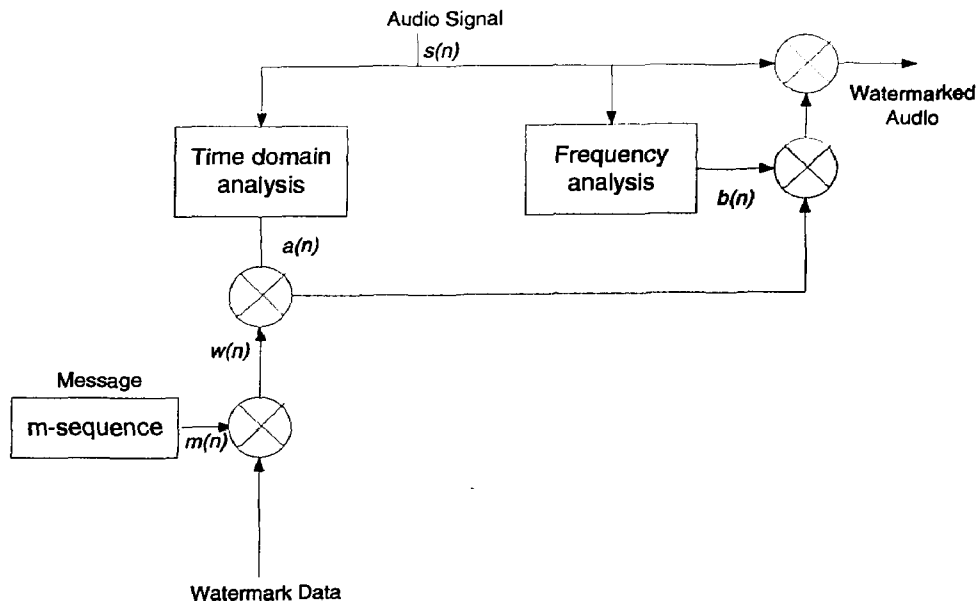 Audio Signal
s(n)
Watermarked
Audio
Time domain
analysis
Frequency
analysis
b(n)
a(n)
w(n)
Message
m-sequence
m(n)
Watermark Data